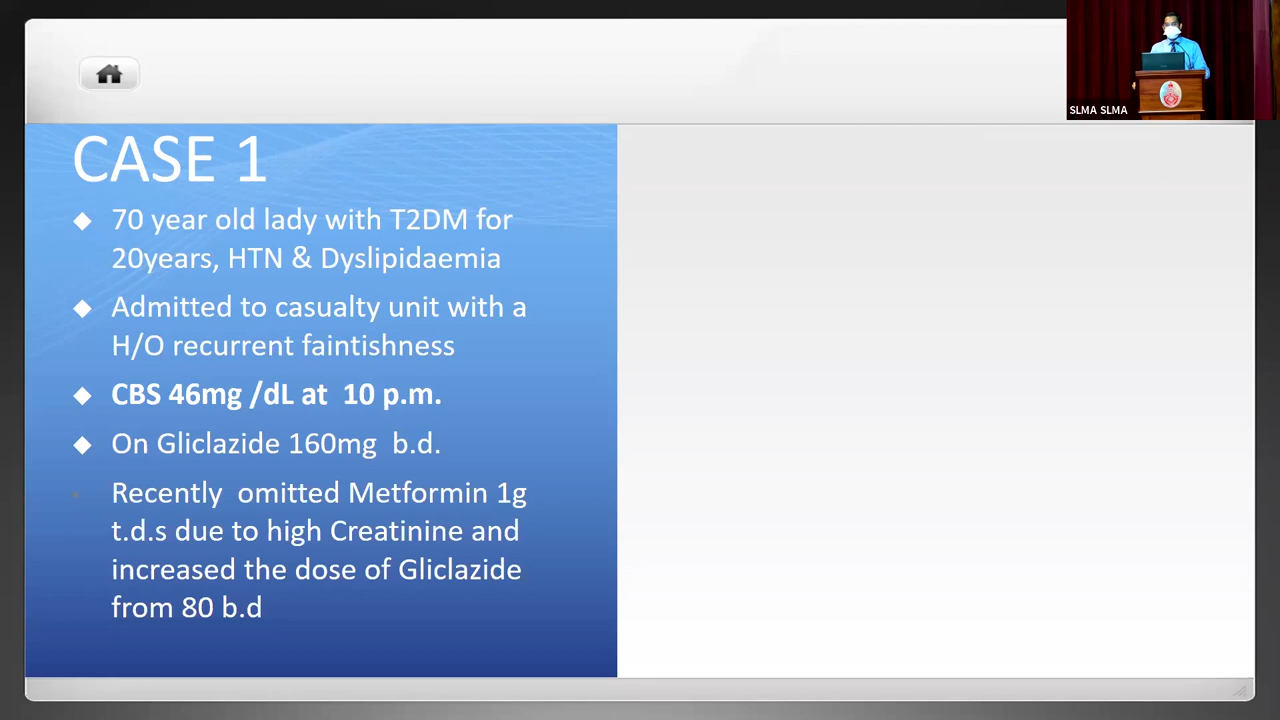 SLMA SLMA
CASE 1
70 year old lady with T2DM for
20years, HTN & Dyslipidaemia
Admitted to casualty unit with a
H/O recurrent faintishness
CBS 46mg /dL at 10 p.m.
On Gliclazide 160mg b.d.
Recently omitted Metformin 1g
t.d.s due to high Creatinine and
increased the dose of Gliclazide
from 80 b.d